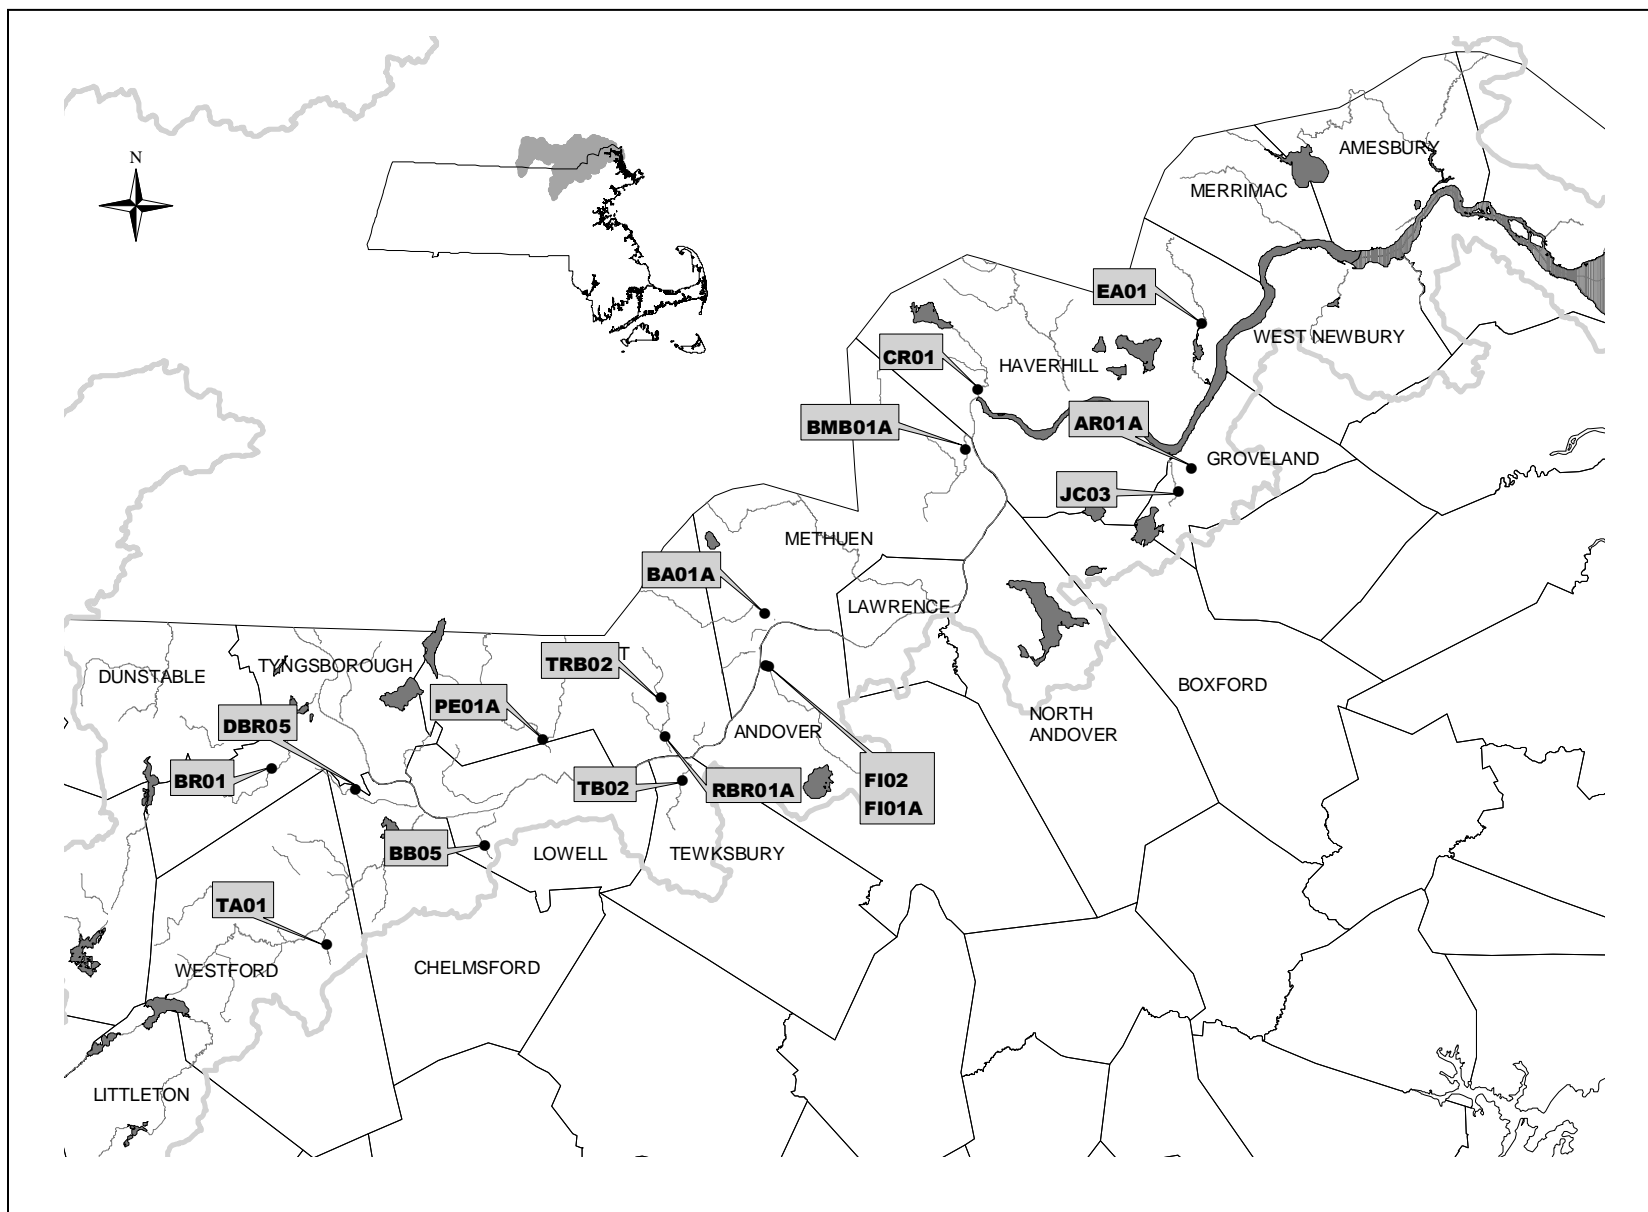 N
AMESBURY
MERRIMAC
EA01
WEST NEWBURY
CR01
HAVERHILL
BMB01A
AR01A
GROVELAND
JC03
METHUEN
BA01A
LAWRENCE
TYNGSBOROUGH
TRB02
T
DUNSTABLE
BOXFORD
PE01A
NORTH
ANDOVER
DBR05
ANDOVER
BR01
TB02
RBR01A
FI02
FI01A
BB05
LOWELL
TEWKSBURY
TA01
WESTFORD
CHELMSFORD
LITTLETON